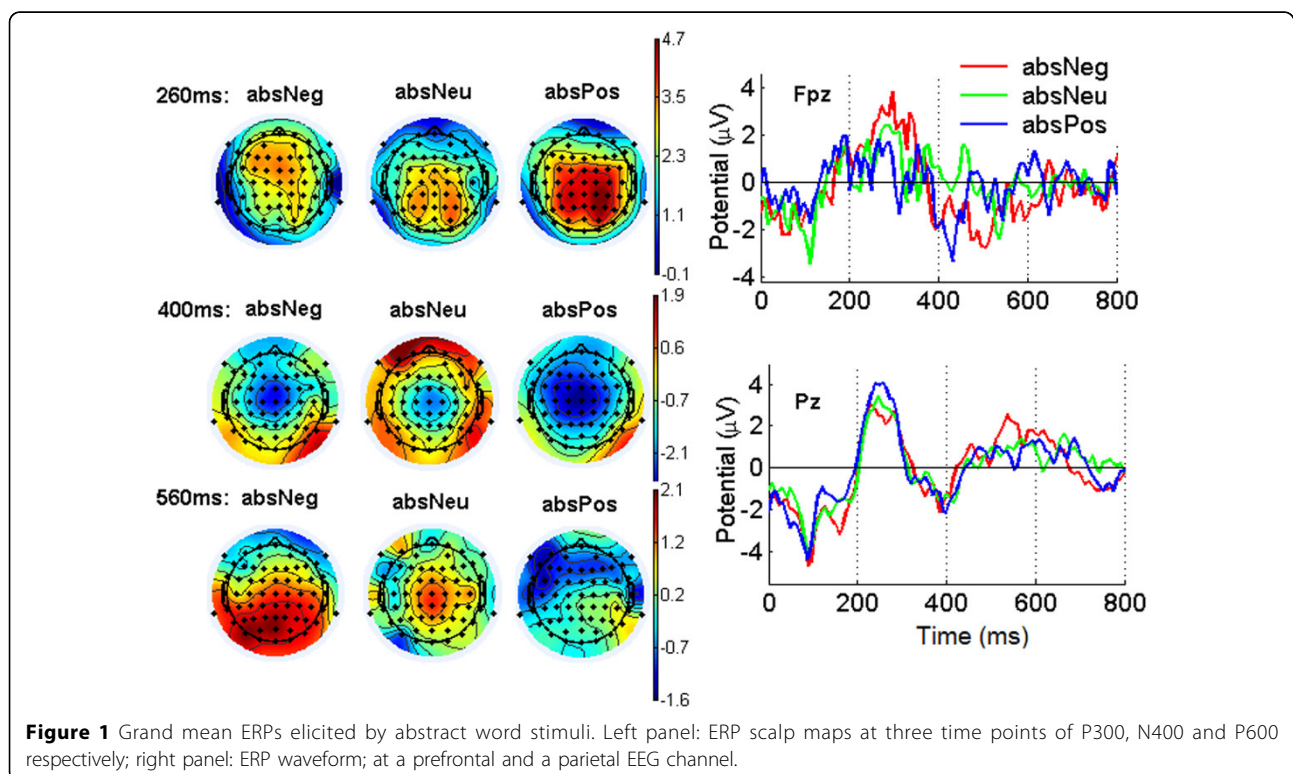 260ms: absNeg absNeu absPos
4.7
3.5
2.3
1.1
-0.1
400ms: absNeg absNeu absPos
1.9
0.6
-0.7
-2.1
-3.4
560ms: absNeg absNeu absPos
2.1
1.2
0.2
-0.7
-1.6
absNeg
absNeu
absPos
Fpz
Potential (μV)
4
2
0
-2
-4
0 200 400 600 800
Pz
Potential (μV)
4
2
0
-2
-4
0 200 400 600 800
Time (ms)
Figure 1 Grand mean ERPs elicited by abstract word stimuli. Left panel: ERP scalp maps at three time points of P300, N400 and P600
respectively; right panel: ERP waveform; at a prefrontal and a parietal EEG channel.